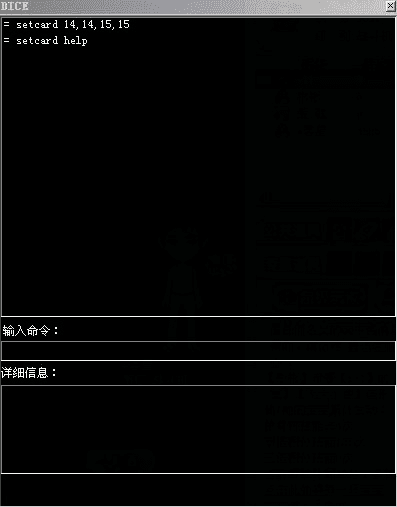 DICE
= setcard 14,14,15,15
= setcard help
输入命令：
详细信息：